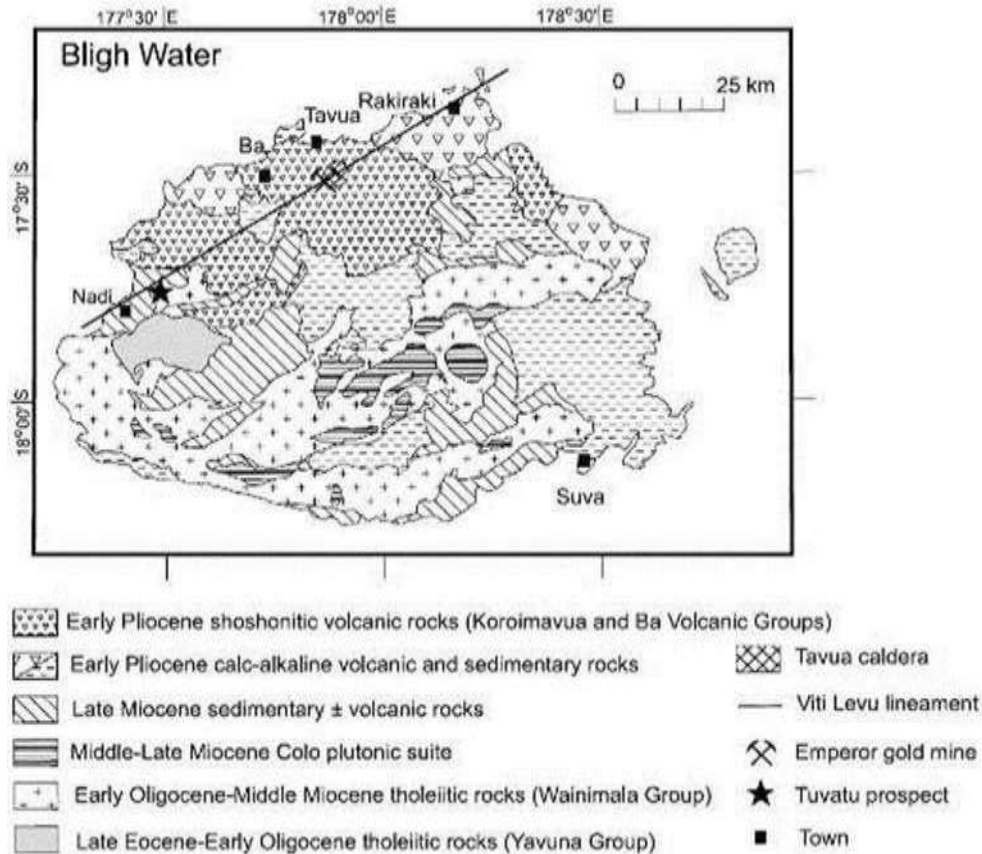 177°30' E 178°00' E 178°30' E
Bligh Water
0 25 km
Rakiraki
Tavua
Ba
17°30' S
Nadi
18°00' S
Suva
Early Pliocene shoshonitic volcanic rocks (Koroimavua and Ba Volcanic Groups)
Early Pliocene calc-alkaline volcanic and sedimentary rocks
Late Miocene sedimentary ± volcanic rocks
Middle-Late Miocene Colo plutonic suite
Early Oligocene-Middle Miocene tholeiitic rocks (Wainimala Group)
Late Eocene-Early Oligocene tholeiitic rocks (Yavuna Group)
Tavua caldera
Viti Levu lineament
Emperor gold mine
Tuvatu prospect
Town